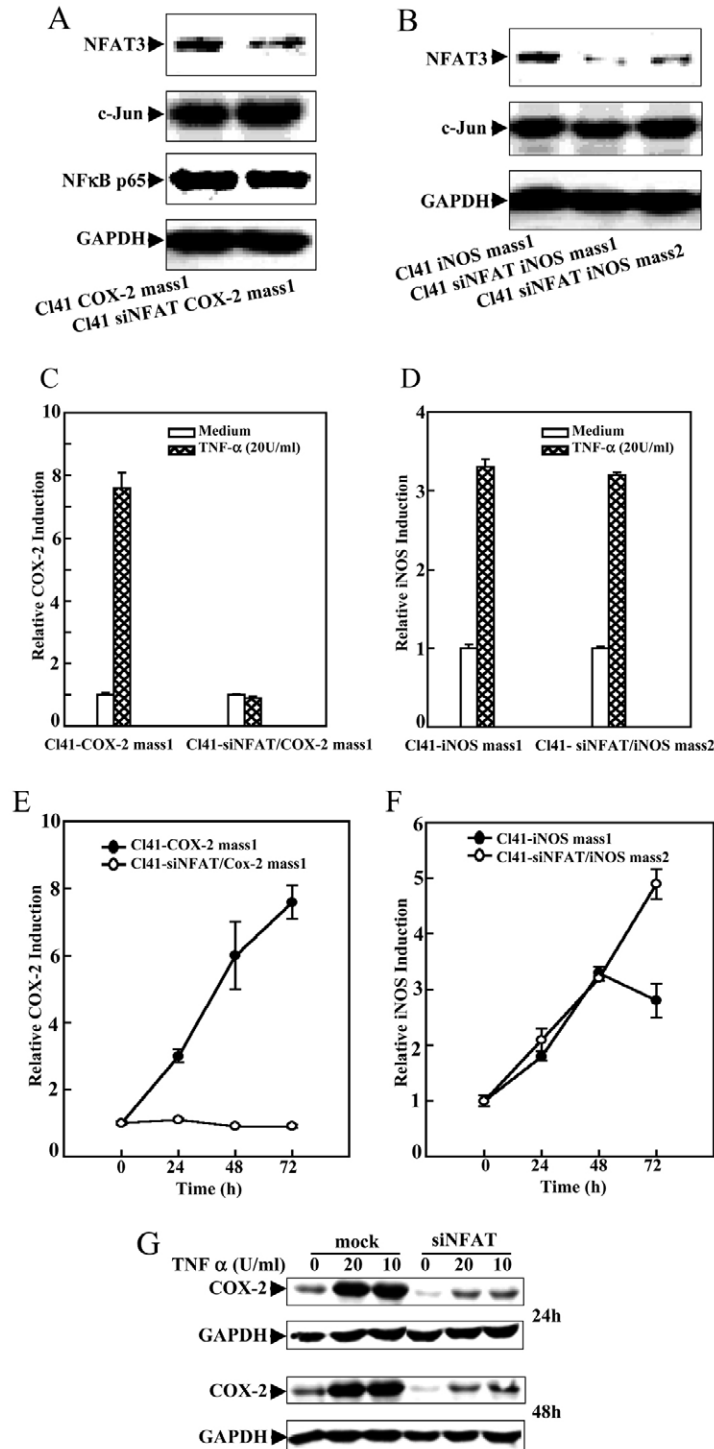 A
NFAT3
c-Jun
NFκB p65
GAPDH
Cl41 COX-2 mass1
Cl41 siNFAT COX-2 mass1
B
NFAT3
c-Jun
GAPDH
Cl41 iNOS mass1
Cl41 siNFAT iNOS mass1
Cl41 siNFAT iNOS mass2
C
10
8
6
4
2
0
Relative COX-2 Induction
Medium
TNF-α (20U/ml)
Cl41-COX-2 mass1
Cl41-siNFAT/COX-2 mass1
D
4
3
2
1
0
Relative iNOS Induction
Medium
TNF-α (20U/ml)
Cl41-iNOS mass1
Cl41- siNFAT/iNOS mass2
E
10
8
6
4
2
0
Relative COX-2 Induction
Cl41-COX-2 mass1
Cl41-siNFAT/Cox-2 mass1
0 24 48 72
Time (h)
F
6
5
4
3
2
1
0
Relative iNOS Induction
Cl41-iNOS mass1
Cl41-siNFAT/iNOS mass2
0 24 48 72
Time (h)
G
mock siNFAT
TNF α (U/ml) 0 20 10 0 20 10
COX-2
24h
GAPDH
COX-2
48h
GAPDH